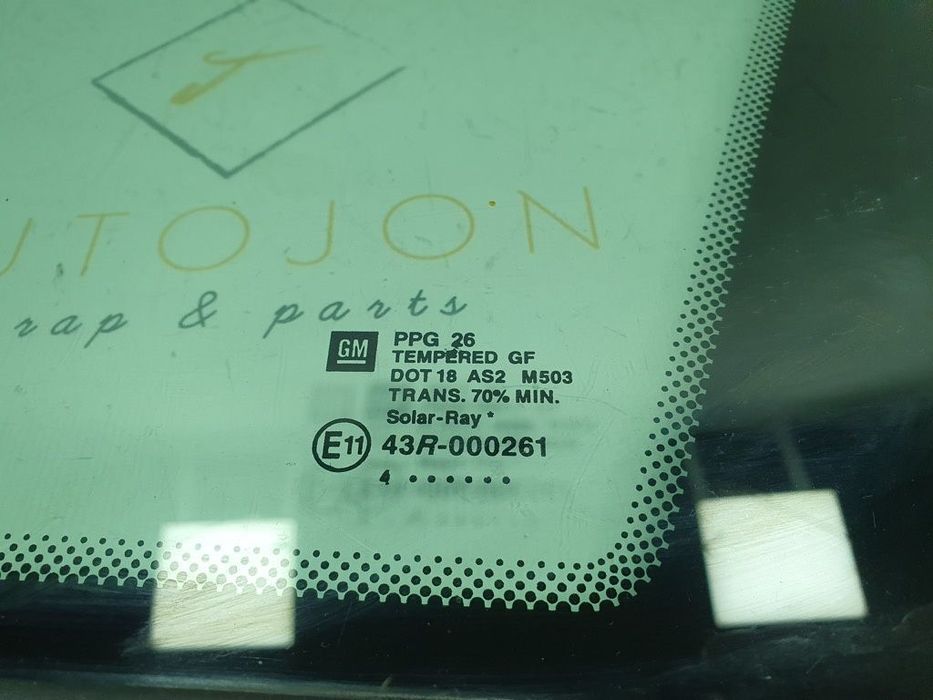 UTOJON
rap & parts
GM
PPG 26
TEMPERED GF
DOT 18 AS2 M503
TRANS. 70% MIN.
Solar-Ray*
E11 43R-000261
4 . . . . . .